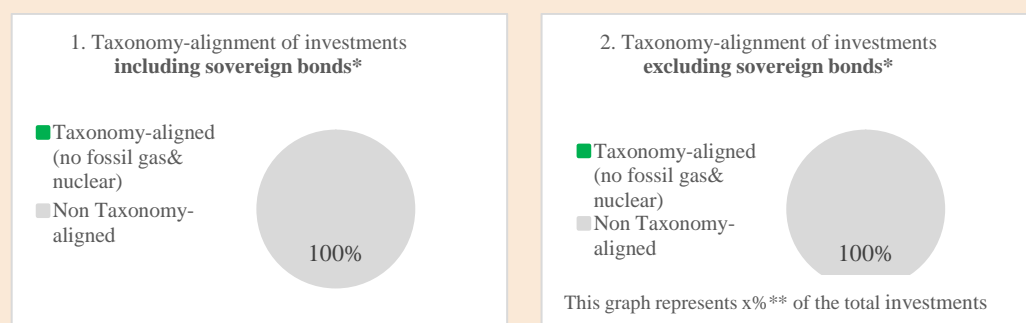 1. Taxonomy-alignment of investments
including sovereign bonds*
Taxonomy-aligned
(no fossil gas&
nuclear)
Non Taxonomy-
aligned
100%
2. Taxonomy-alignment of investments
excluding sovereign bonds*
Taxonomy-aligned
(no fossil gas&
nuclear)
Non Taxonomy-
aligned
100%
This graph represents x%** of the total investments